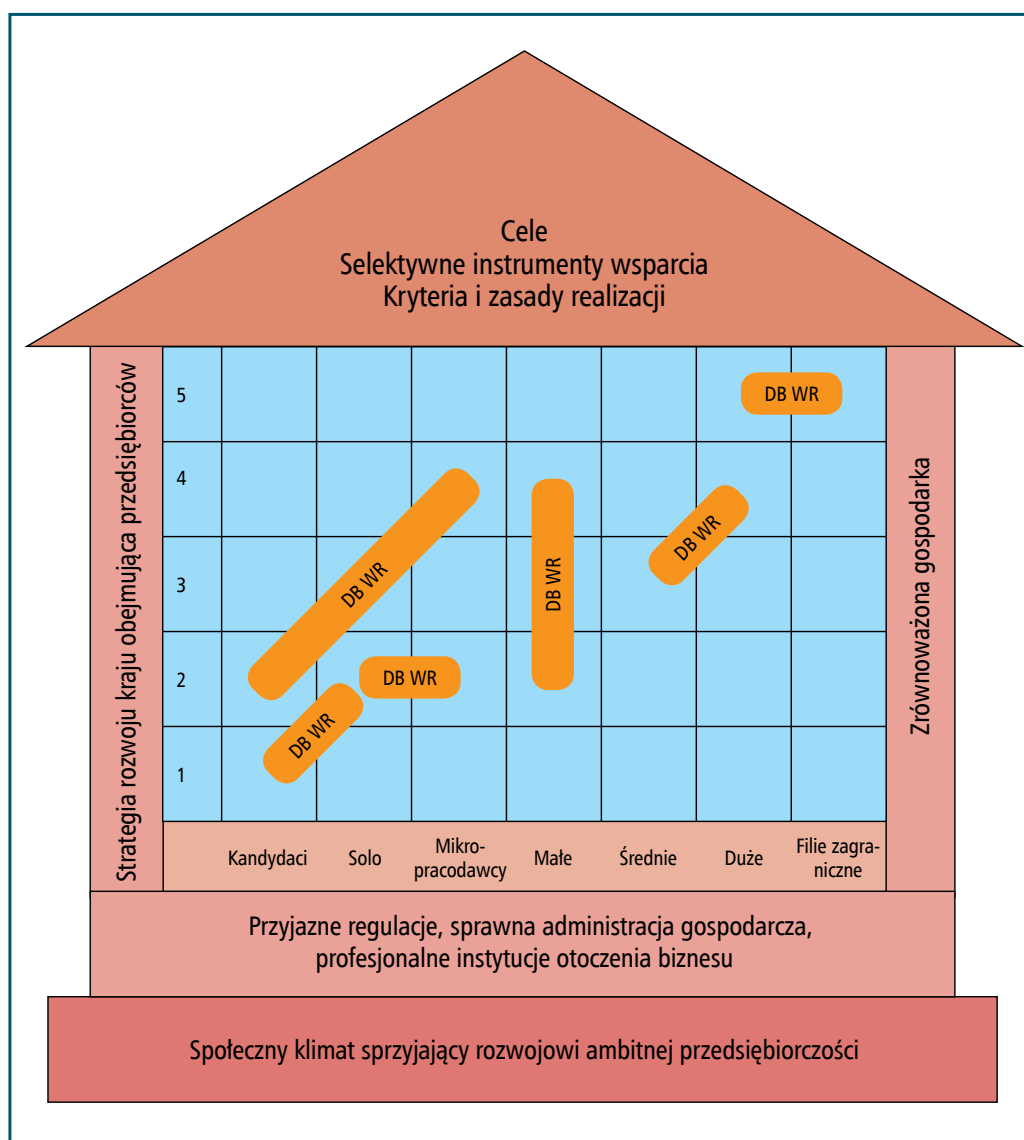 Cele
Selektywne instrumenty wsparcia
Kryteria i zasady realizacji
Strategia rozwoju kraju obejmująca przedsiębiorców
5
DB WR
4
3
DB WR
DB WR
DB WR
2
DB WR
DB WR
1
Kandydaci
Solo
Mikro-
pracodawcy
Małe
Średnie
Duże
Filie zagra-
niczne
Zrównoważona gospodarka
Przyjazne regulacje, sprawna administracja gospodarcza,
profesjonalne instytucje otoczenia biznesu
Społeczny klimat sprzyjający rozwojowi ambitnej przedsiębiorczości